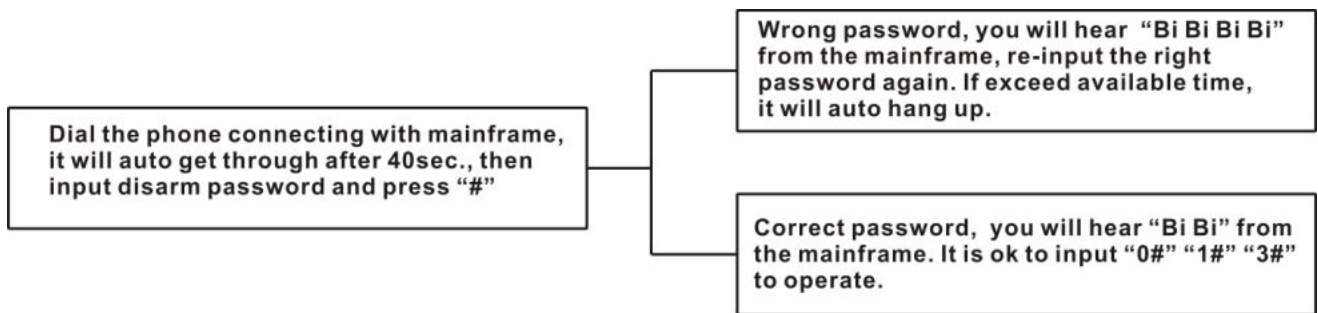 Dial the phone connecting with mainframe,
it will auto get through after 40sec., then
input disarm password and press “#”
Wrong password, you will hear “Bi Bi Bi Bi”
from the mainframe, re-input the right
password again. If exceed available time,
it will auto hang up.
Correct password, you will hear “Bi Bi” from
the mainframe. It is ok to input “0#” “1#” “3#”
to operate.